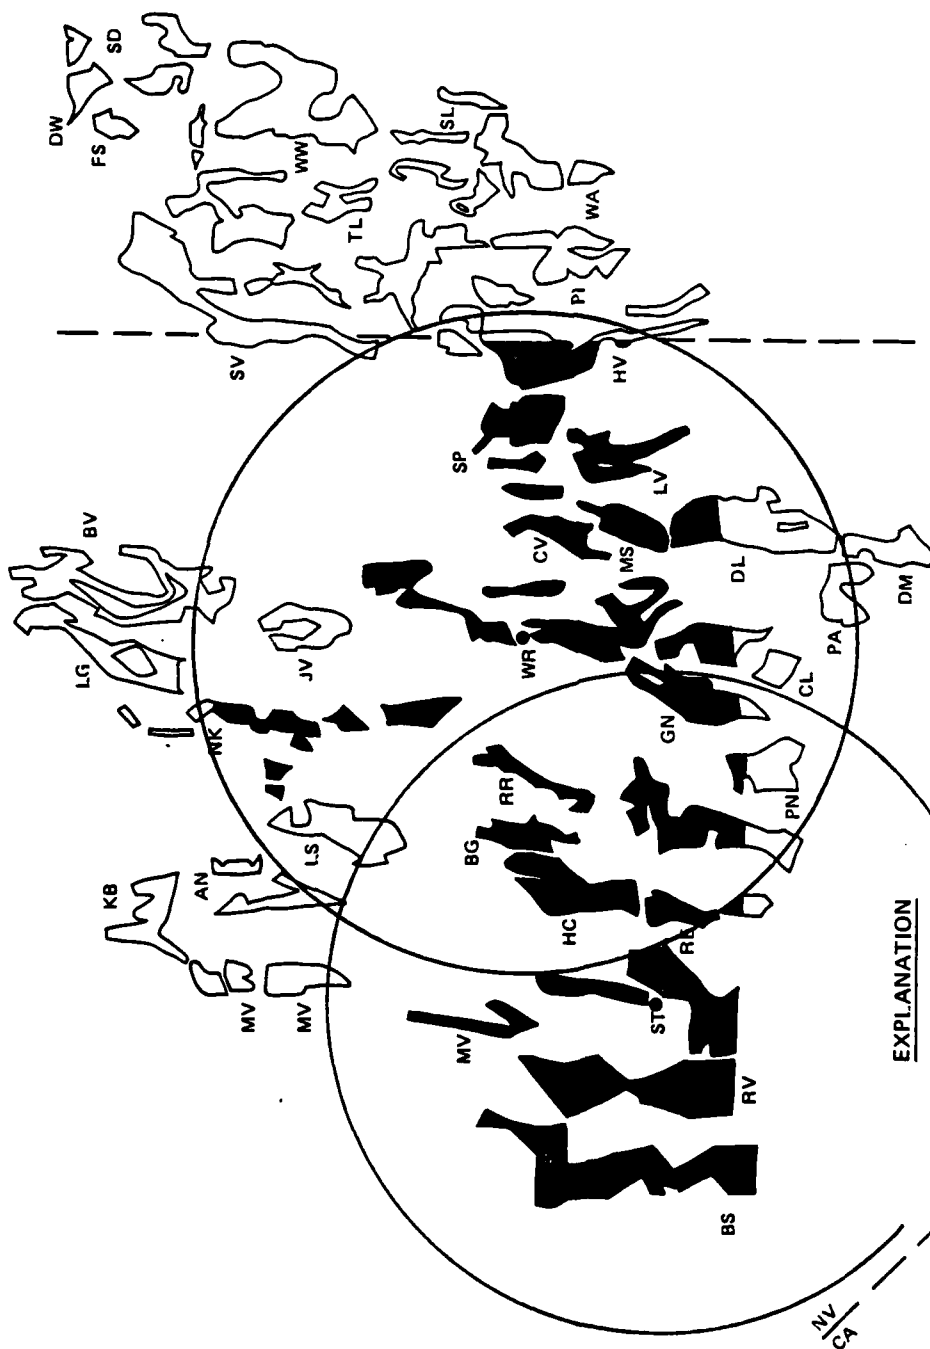 SD
DW
FS
WW
SL
TL
WA
PI
SV
HV
BV
SP
LV
CV
MS
DL
DM
LG
JV
WR
PA
CL
NK
GN
RR
PN
LS
BG
KB
AN
HC
RE
MV
MV
MV
ST
RV
BS
EXPLANATION
NV
CA